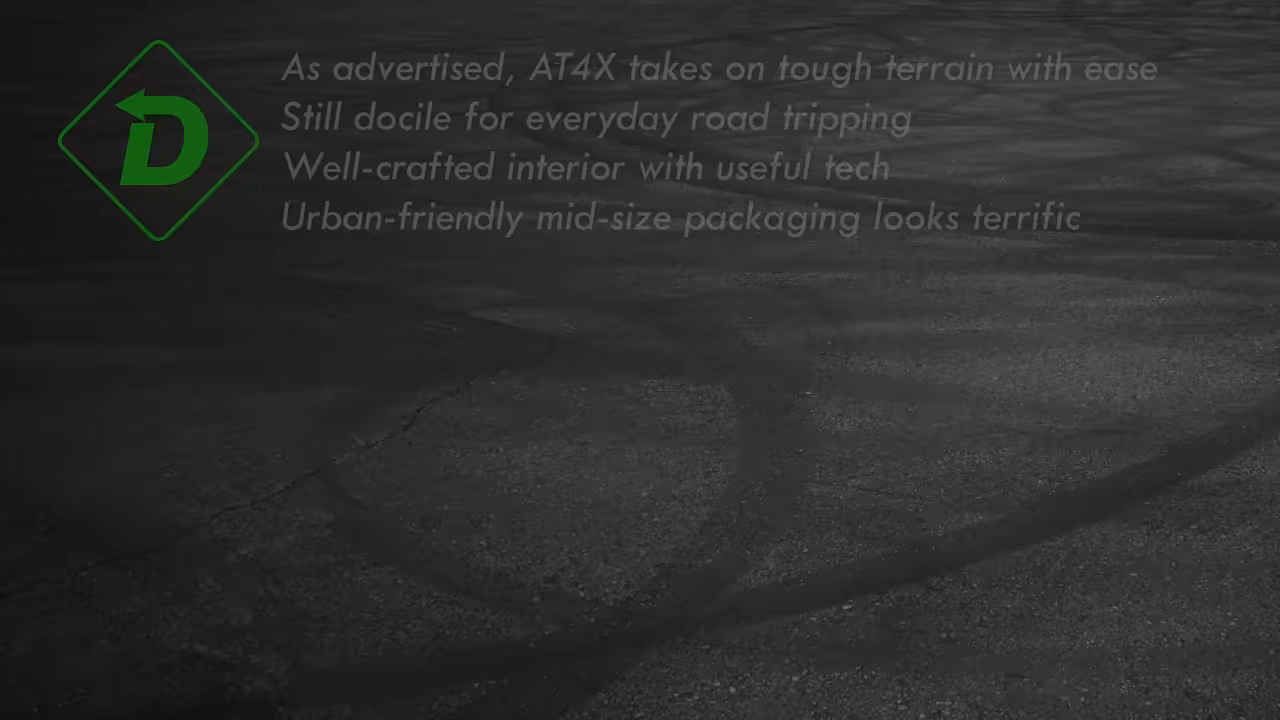 D
As advertised, AT4X takes on tough terrain with ease
Still docile for everyday road tripping
Well-crafted interior with useful tech
Urban-friendly mid-size packaging looks terrific